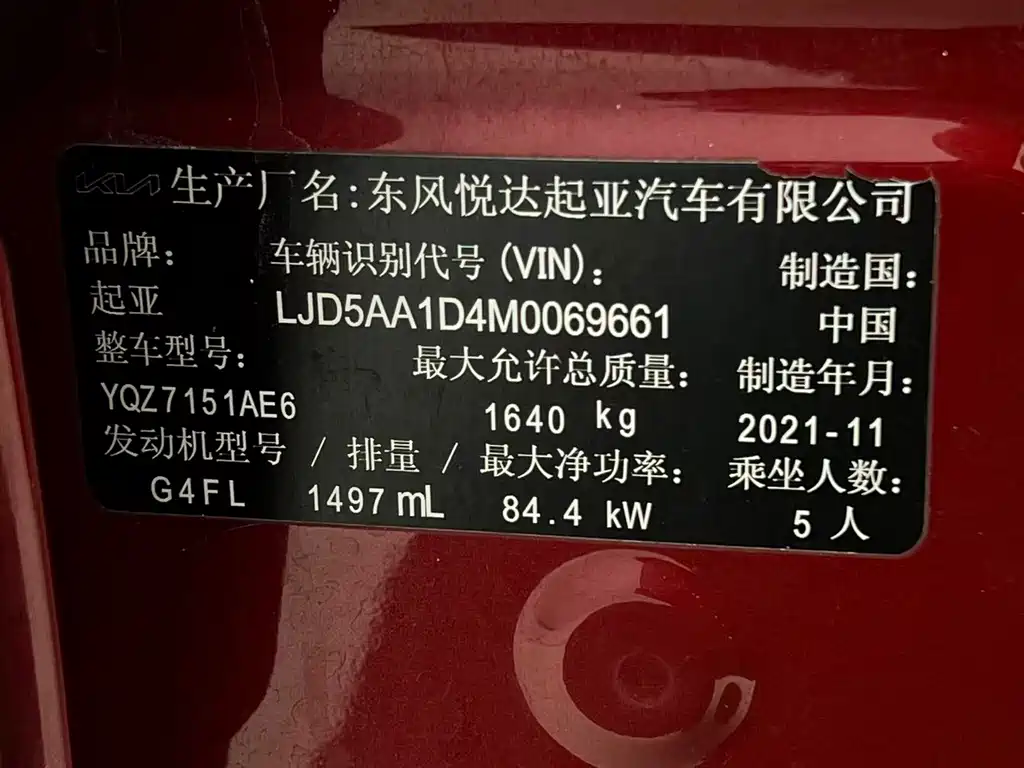 KIA 生产厂名:东风悦达起亚汽车有限公司
品牌: 车辆识别代号(VIN): 制造国:
起亚 LJD5AA1D4M0069661 中国
整车型号: 最大允许总质量: 制造年月:
YQZ7151AE6 1640 kg 2021-11
发动机型号 / 排量 / 最大净功率: 乘坐人数:
G4FL 1497 mL 84.4 kW 5 人